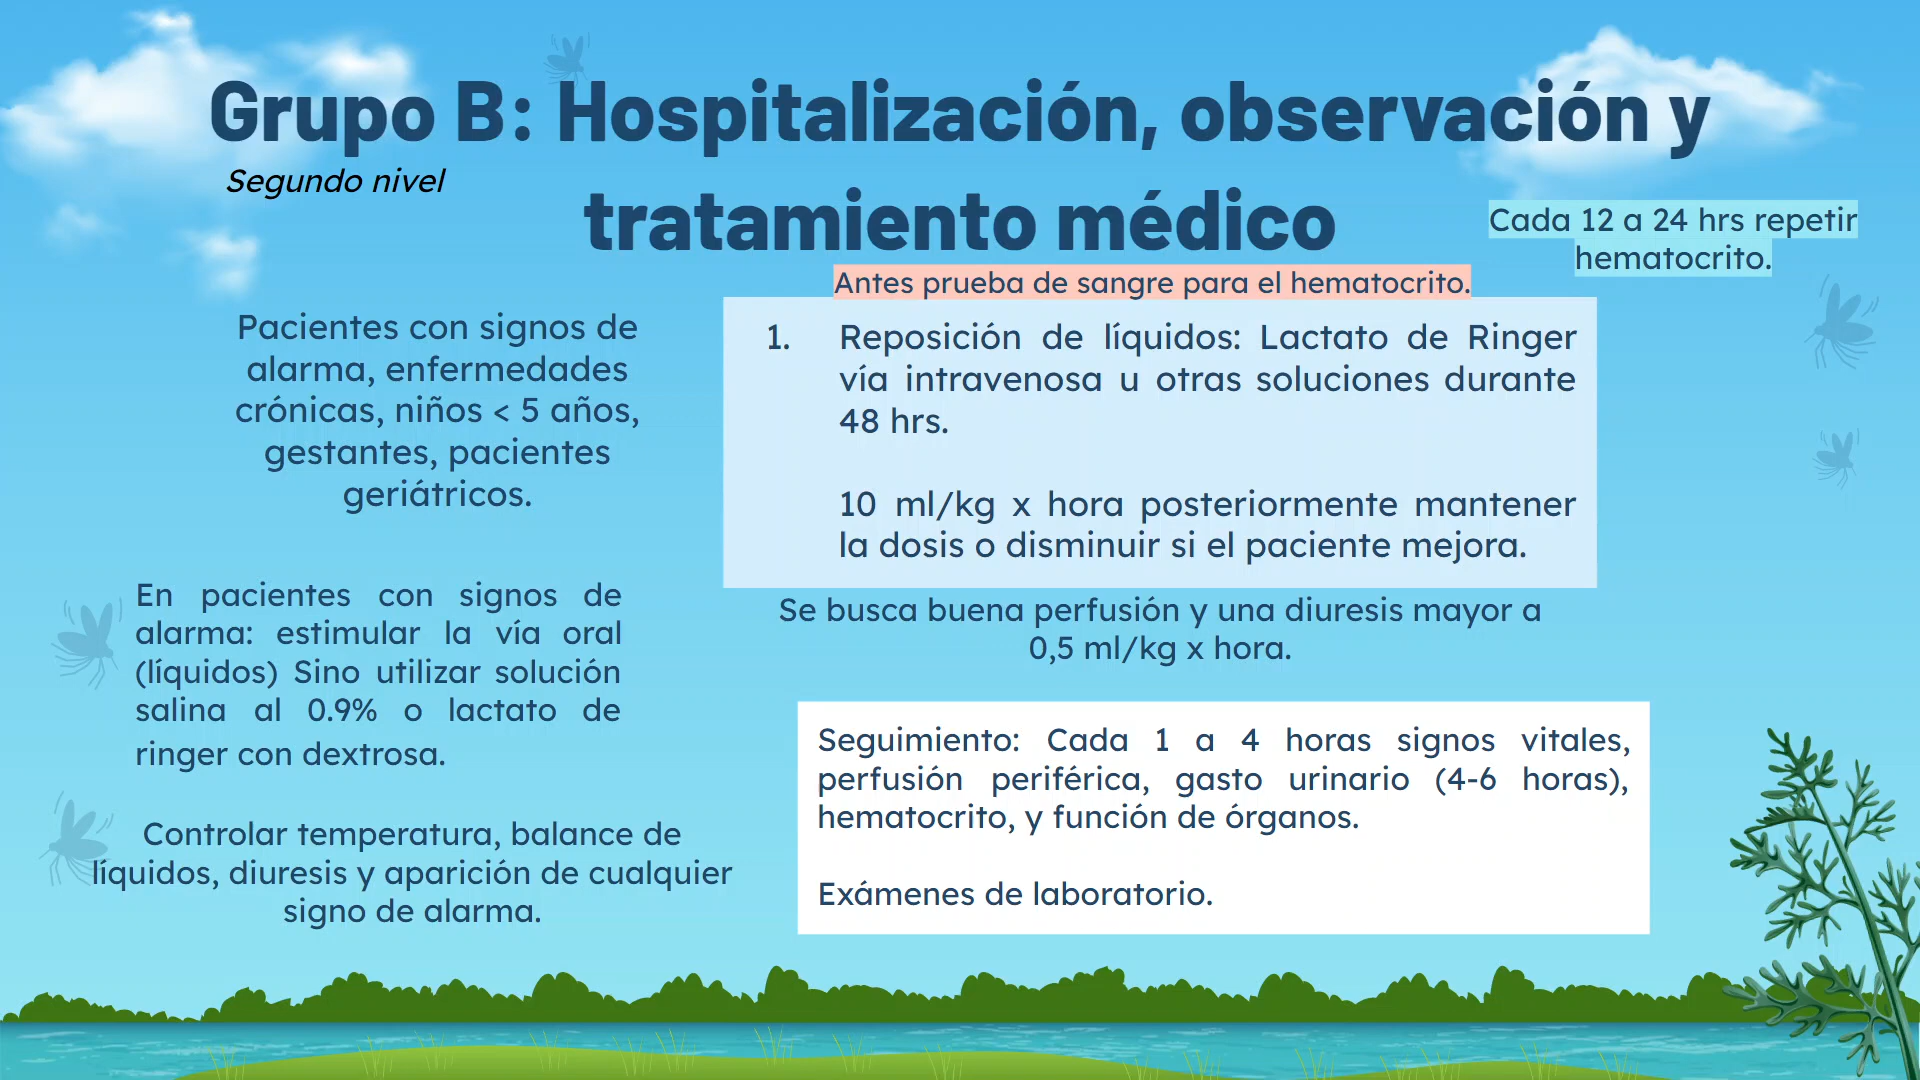 Grupo B: Hospitalización, observación y
tratamiento médico
Segundo nivel
Cada 12 a 24 hrs repetir
hematocrito.
Antes prueba de sangre para el hematocrito.
Pacientes con signos de
alarma, enfermedades
crónicas, niños < 5 años,
gestantes, pacientes
geriátricos.
1. Reposición de líquidos: Lactato de Ringer
vía intravenosa u otras soluciones durante
48 hrs.
10 ml/kg x hora posteriormente mantener
la dosis o disminuir si el paciente mejora.
En pacientes con signos de
alarma: estimular la vía oral
(líquidos) Sino utilizar solución
salina al 0.9% o lactato de
ringer con dextrosa.
Se busca buena perfusión y una diuresis mayor a
0,5 ml/kg x hora.
Controlar temperatura, balance de
líquidos, diuresis y aparición de cualquier
signo de alarma.
Seguimiento: Cada 1 a 4 horas signos vitales,
perfusión periférica, gasto urinario (4-6 horas),
hematocrito, y función de órganos.
Exámenes de laboratorio.